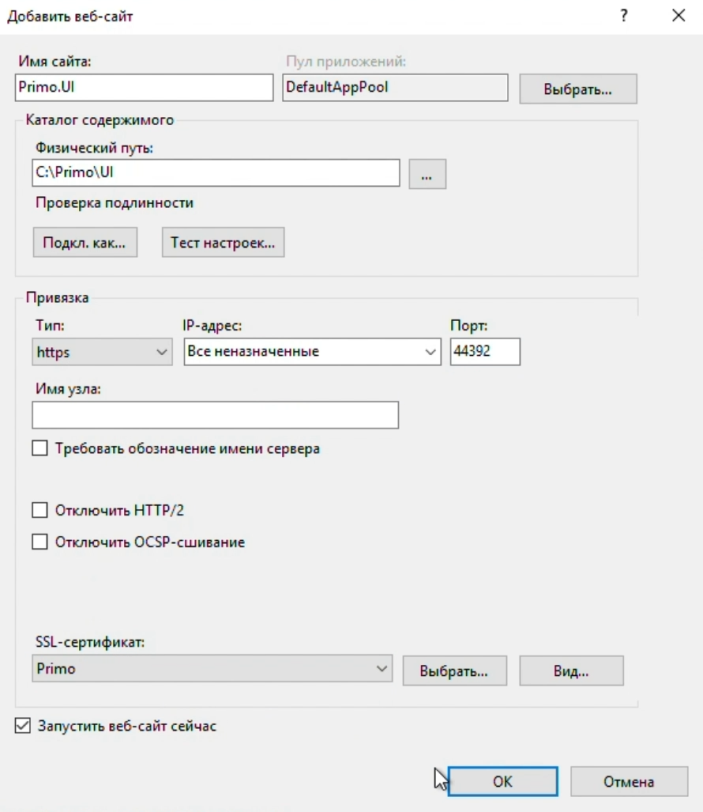 Добавить веб-сайт
?
Имя сайта: Пул приложений:
Primo.UI DefaultAppPool Выбрать...
Каталог содержимого
Физический путь:
C:\Primo\UI ...
Проверка подлинности
Подкл. как... Тест настроек...
Привязка
Тип: IP-адрес: Порт:
https Все неназначенные 44392
Имя узла:
Требовать обозначение имени сервера
Отключить HTTP/2
Отключить OCSP-сшивание
SSL-сертификат:
Primo Выбрать... Вид...
Запустить веб-сайт сейчас
OK Отмена